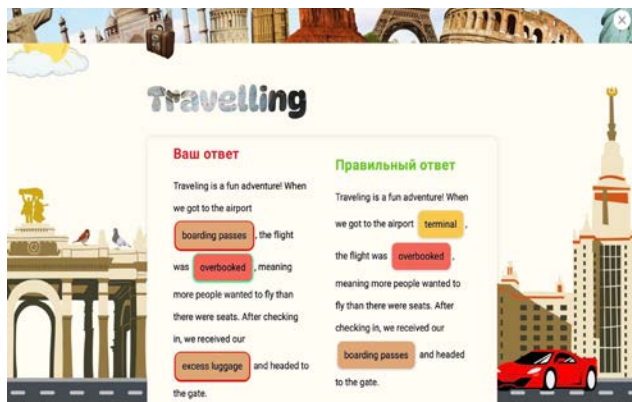 Travelling
Ваш ответ
Traveling is a fun adventure! When
we got to the airport
boarding passes , the flight
was overbooked , meaning
more people wanted to fly than
there were seats. After checking
in, we received our
excess luggage and headed to
the gate.
Правильный ответ
Traveling is a fun adventure! When
we got to the airport terminal ,
the flight was overbooked ,
meaning more people wanted to
fly than there were seats. After
checking in, we received our
boarding passes and headed
to the gate.